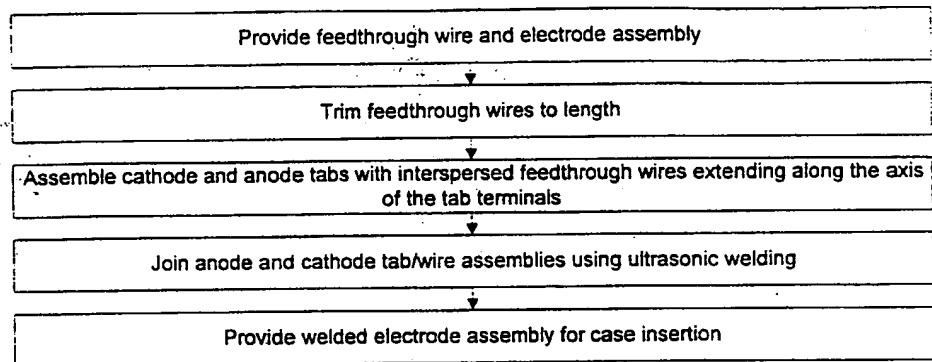 Provide feedthrough wire and electrode assembly
Trim feedthrough wires to length
Assemble cathode and anode tabs with interspersed feedthrough wires extending along the axis
of the tab terminals
Join anode and cathode tab/wire assemblies using ultrasonic welding
Provide welded electrode assembly for case insertion